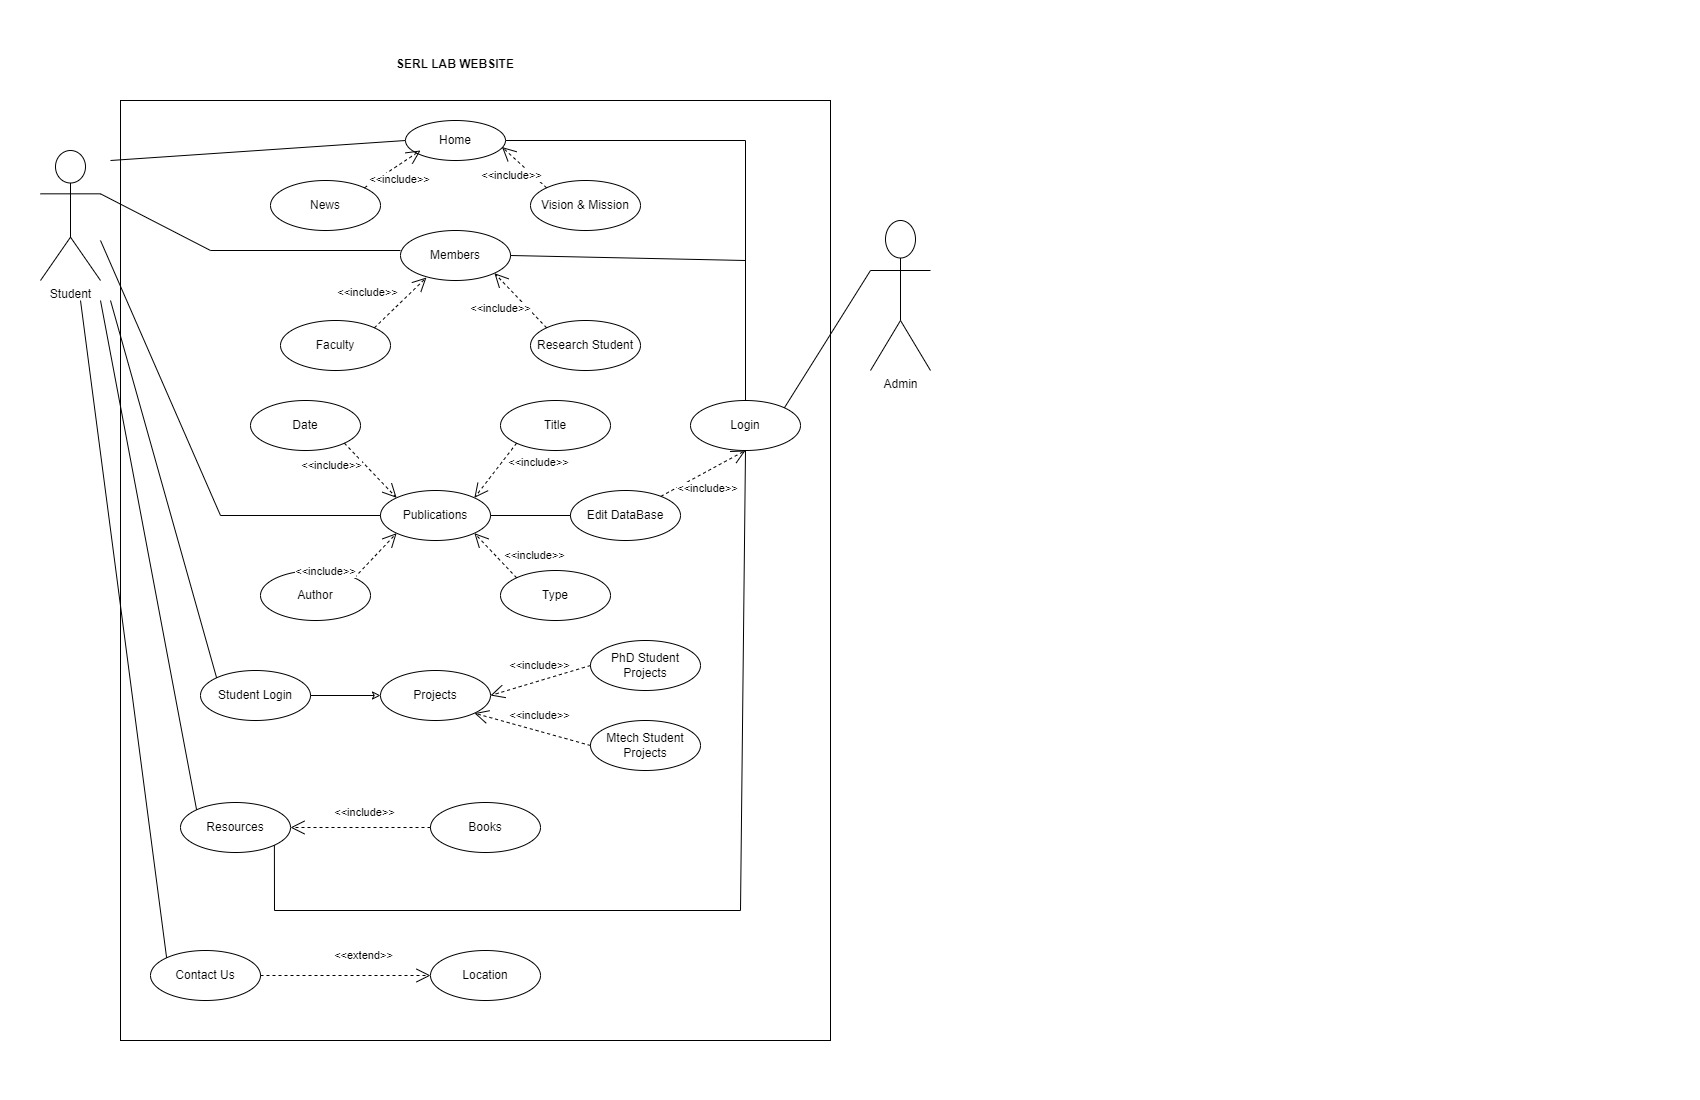 SERL LAB WEBSITE
Home
<<include>>
<<include>>
News
Vision & Mission
Members
Student
<<include>>
<<include>>
Faculty
Research Student
Admin
Date
Title
Login
<<include>>
<<include>>
<<include>>
Publications
Edit DataBase
<<include>>
<<include>>
Author
Type
PhD Student
Projects
<<include>>
Student Login
Projects
<<include>>
Mtech Student
Projects
<<include>>
Resources
Books
<<extend>>
Contact Us
Location